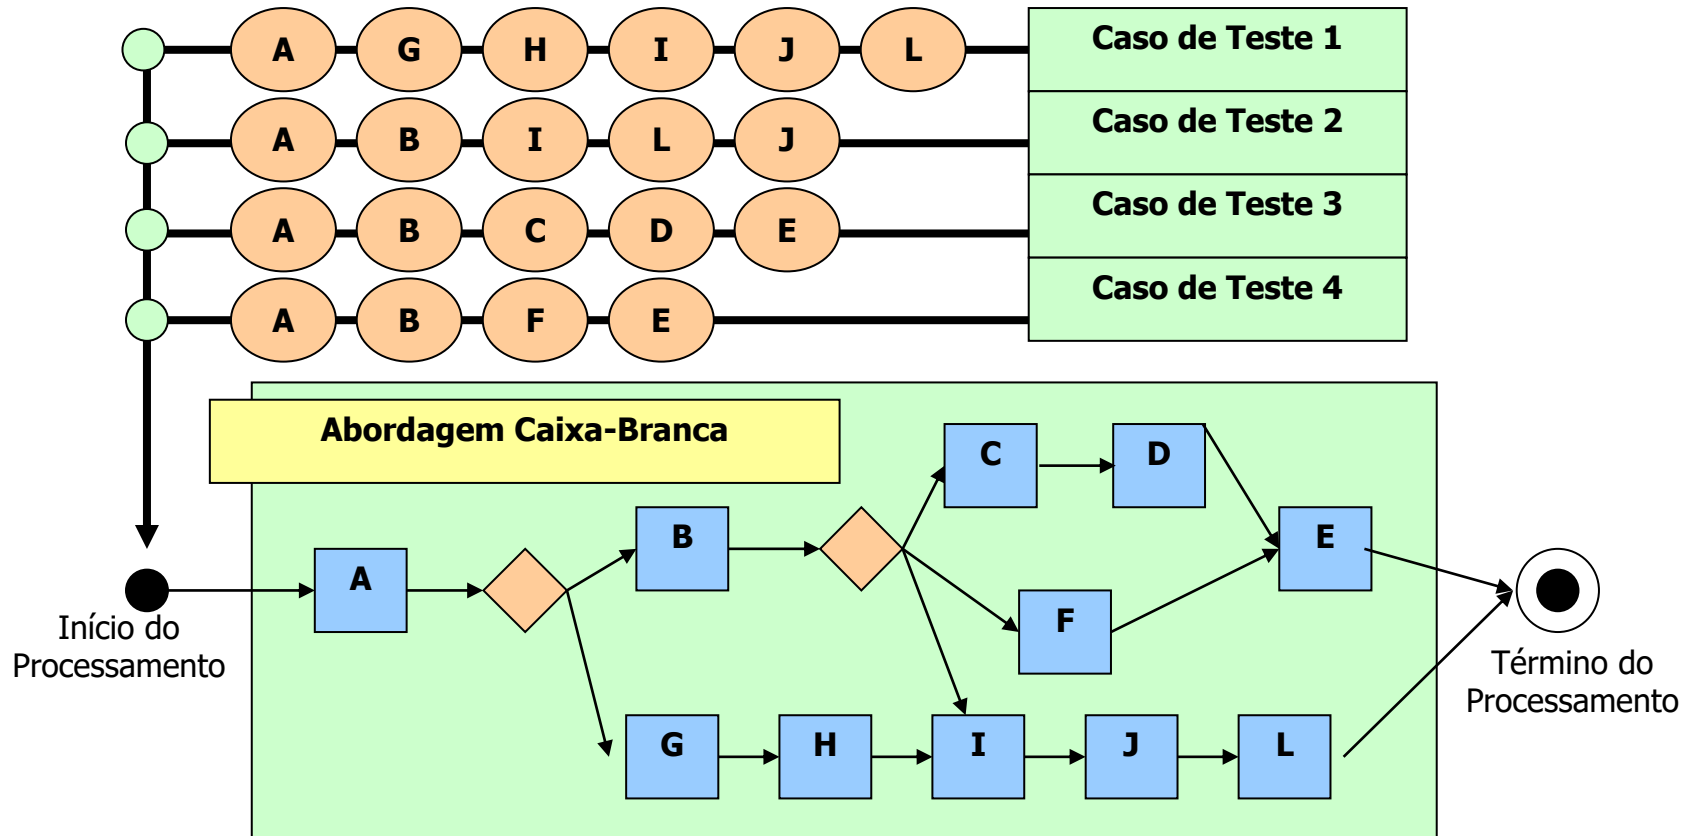 A G H I J L Caso de Teste 1
A B I L J Caso de Teste 2
A B C D E Caso de Teste 3
A B F E Caso de Teste 4
Abordagem Caixa-Branca
C D
B E
A
F
Início do
Processamento
Término do
Processamento
G H I J L